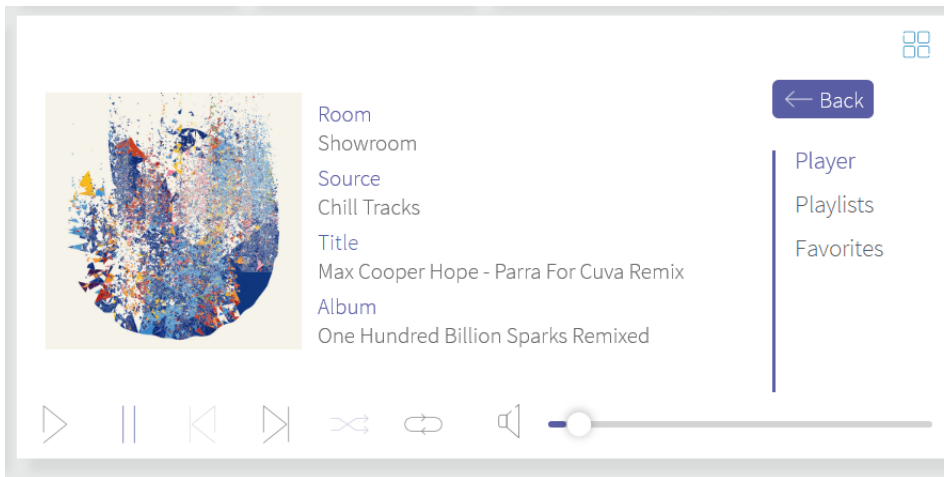 Back
Room
Showroom
Source
Chill Tracks
Title
Max Cooper Hope - Parra For Cuva Remix
Album
One Hundred Billion Sparks Remixed
Player
Playlists
Favorites